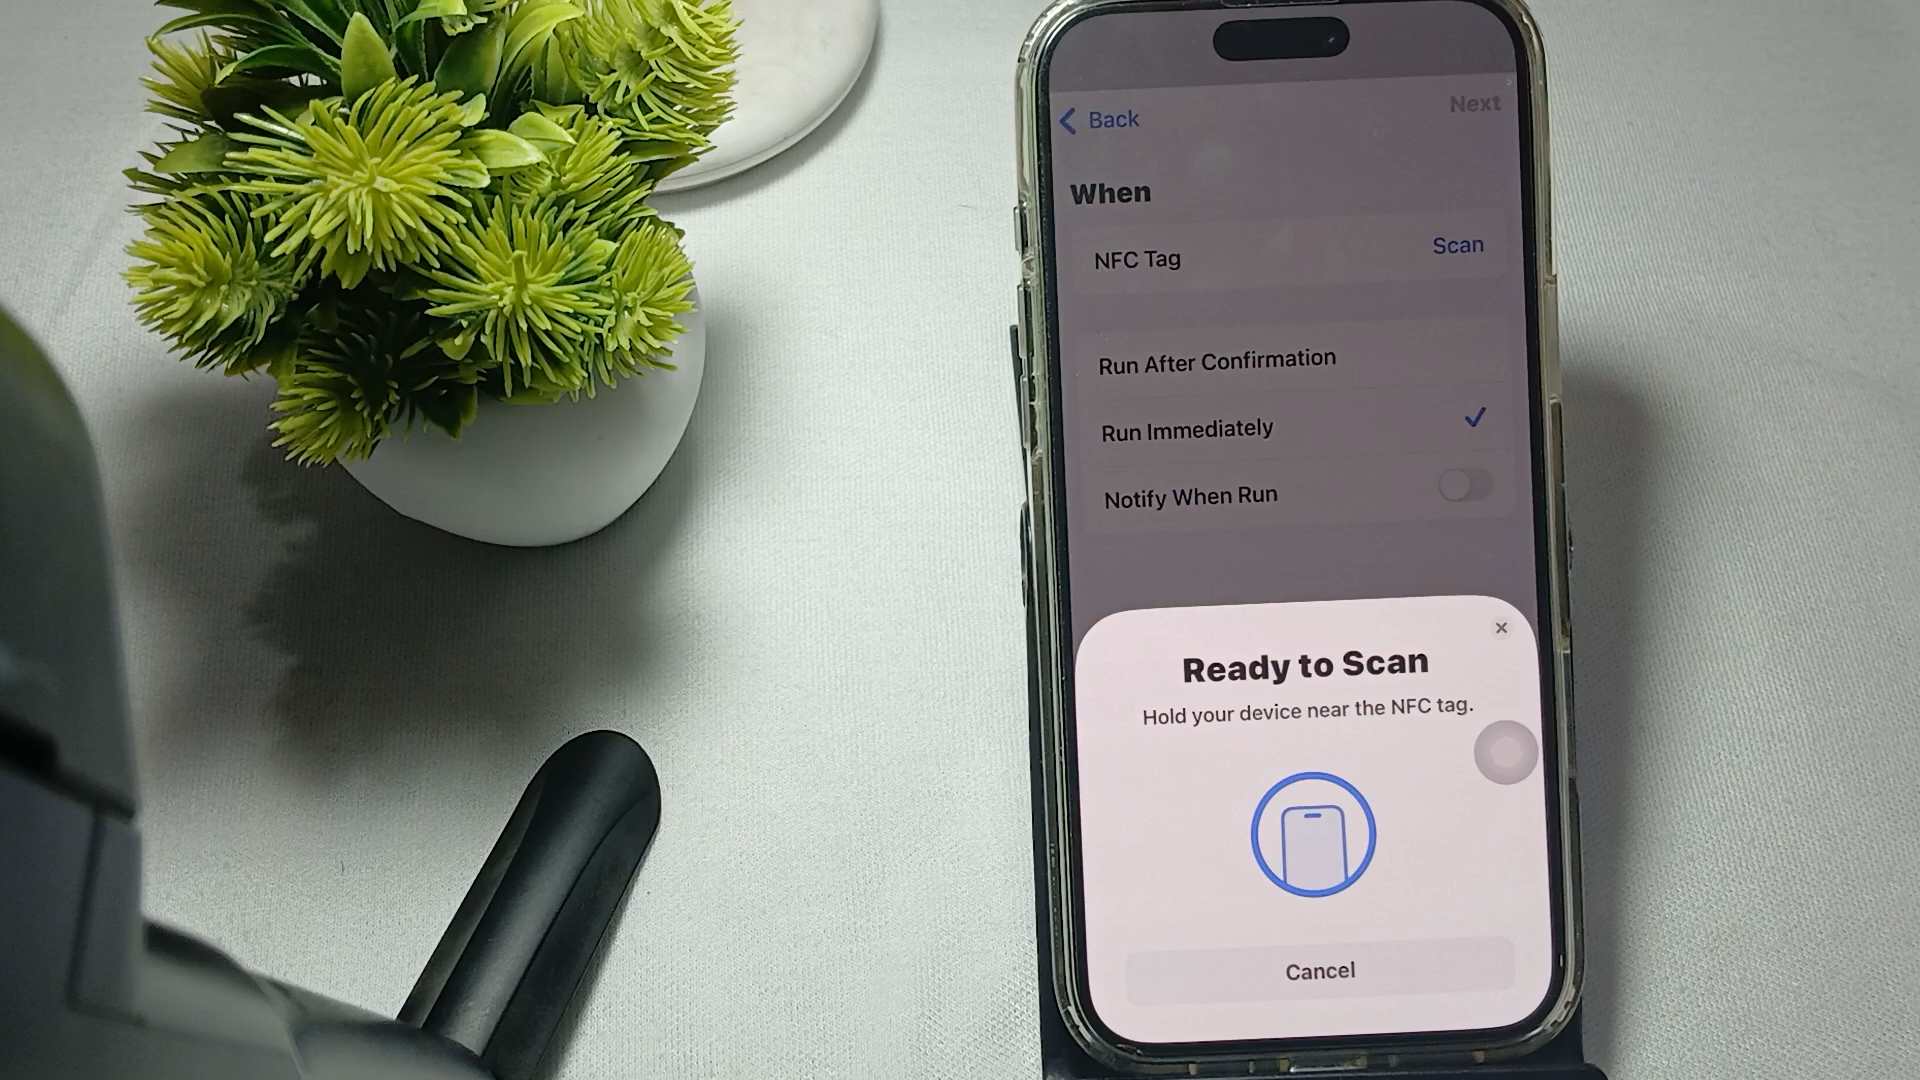 Back
Next
When
NFC Tag
Scan
Run After Confirmation
Run Immediately
Notify When Run
Ready to Scan
Hold your device near the NFC tag.
Cancel